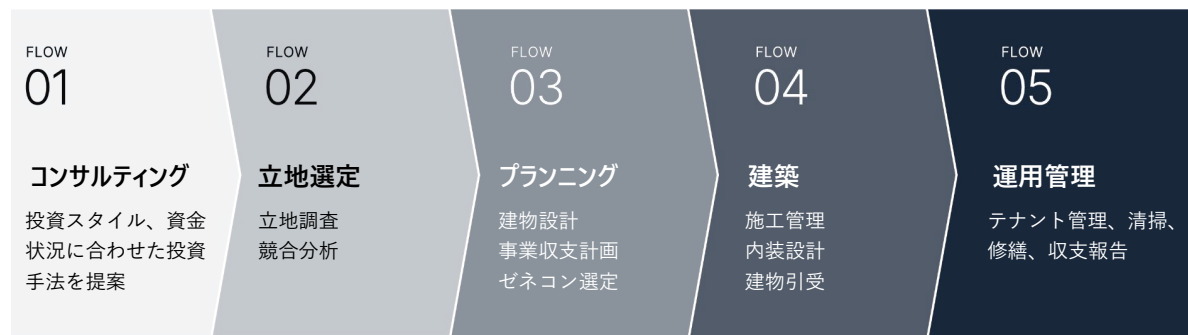 FLOW
01
コンサルティング
投資スタイル、資金
状況に合わせた投資
手法を提案
FLOW
02
立地選定
立地調査
競合分析
FLOW
03
プランニング
建物設計
事業収支計画
ゼネコン選定
FLOW
04
建築
施工管理
内装設計
建物引受
FLOW
05
運用管理
テナント管理、清掃、
修繕、収支報告